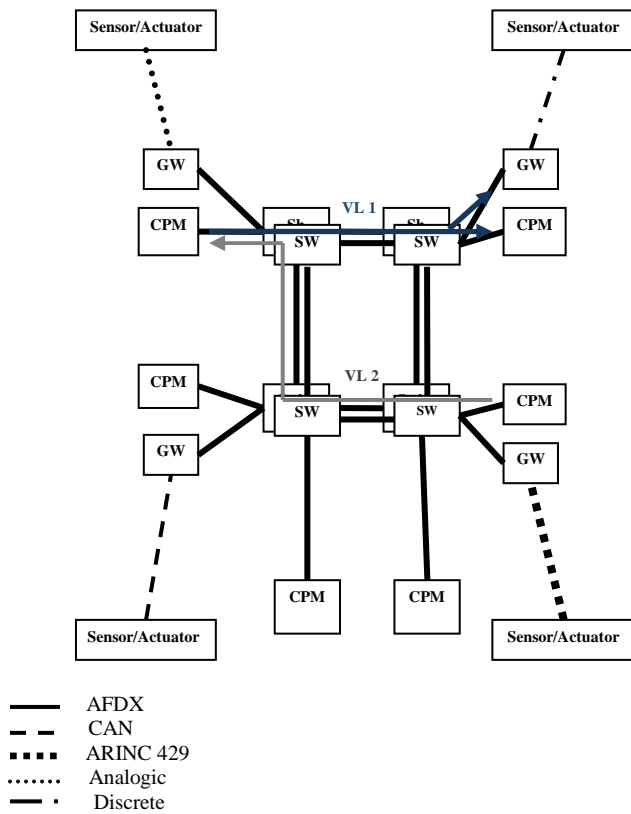 Sensor/Actuator
Sensor/Actuator
GW
GW
VL 1
CPM
CPM
SW
SW
CPM
VL 2
CPM
SW
SW
GW
GW
CPM
CPM
Sensor/Actuator
Sensor/Actuator
AFDX
CAN
ARINC 429
Analogic
Discrete